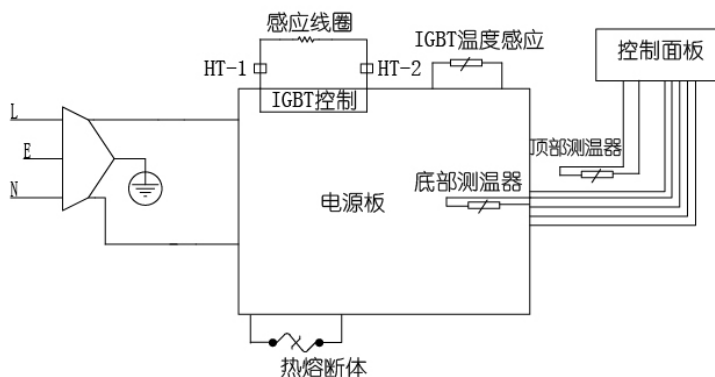 感应线圈
HT-1
HT-2
IGBT控制
IGBT温度感应
控制面板
L
E
N
顶部测温器
底部测温器
电源板
热熔断体